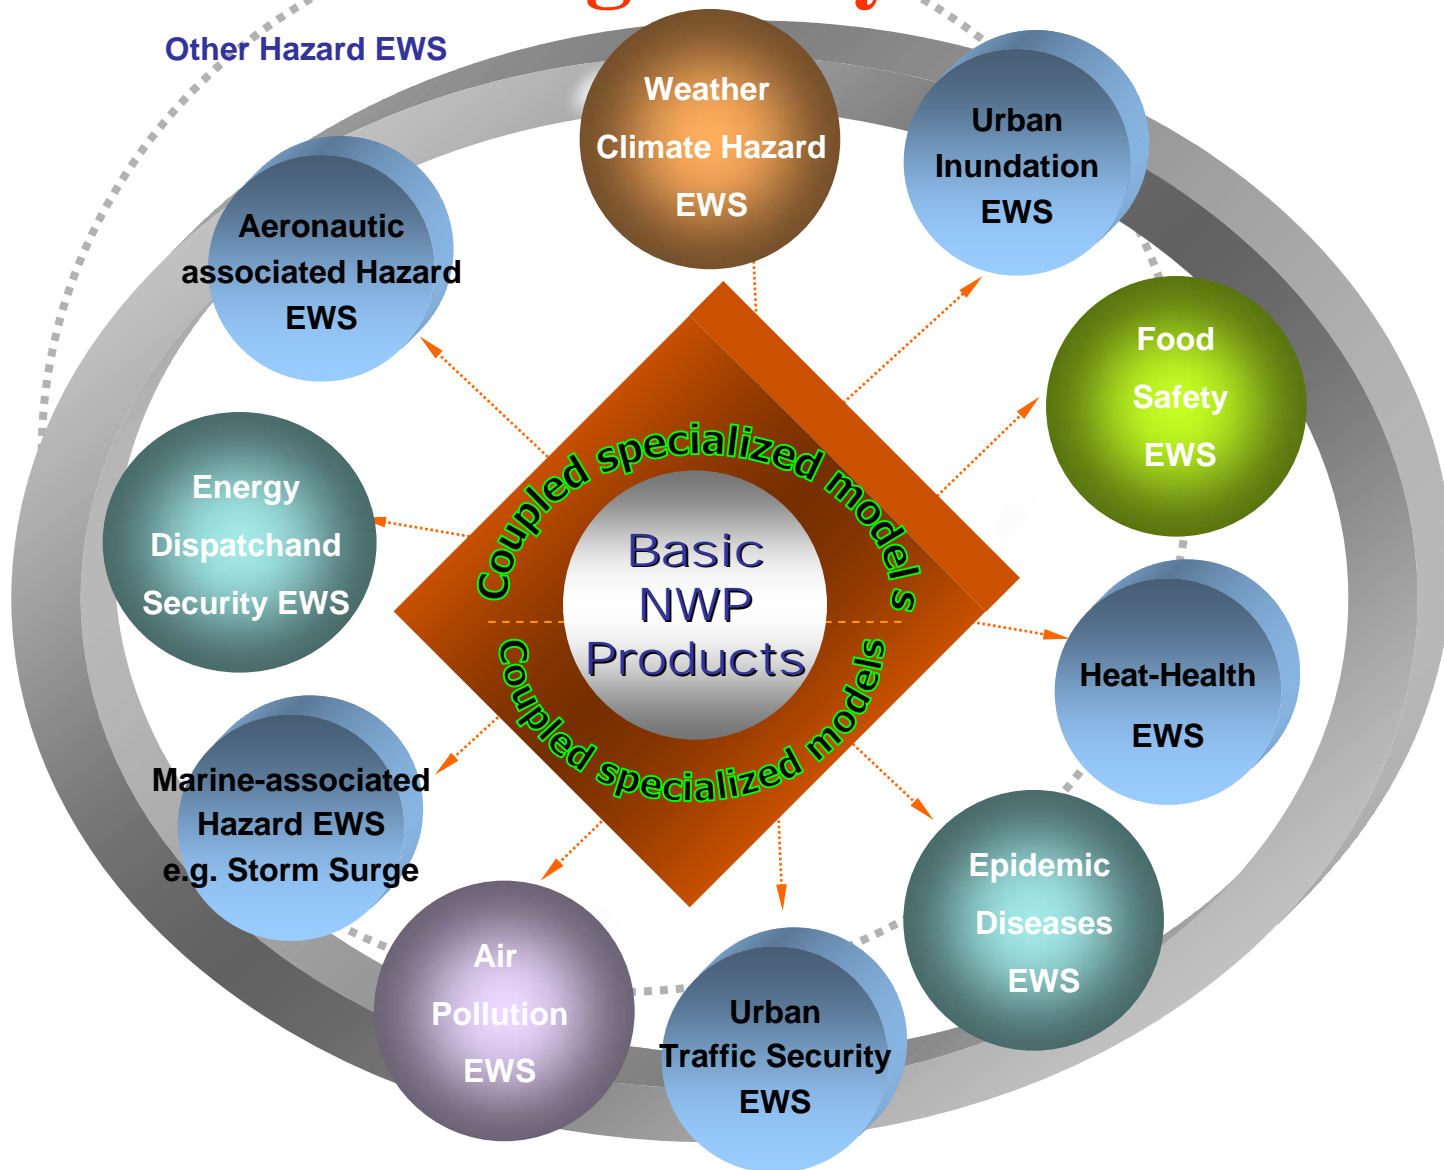 Other Hazard EWS
Weather
Climate Hazard
EWS
Urban
Inundation
EWS
Aeronautic
associated Hazard
EWS
Food
Safety
EWS
Energy
Dispatchand
Security EWS
Coupled specialized models
Basic
NWP
Products
Coupled specialized models
Heat-Health
EWS
Marine-associated
Hazard EWS
e.g. Storm Surge
Epidemic
Diseases
EWS
Air
Pollution
EWS
Urban
Traffic Security
EWS